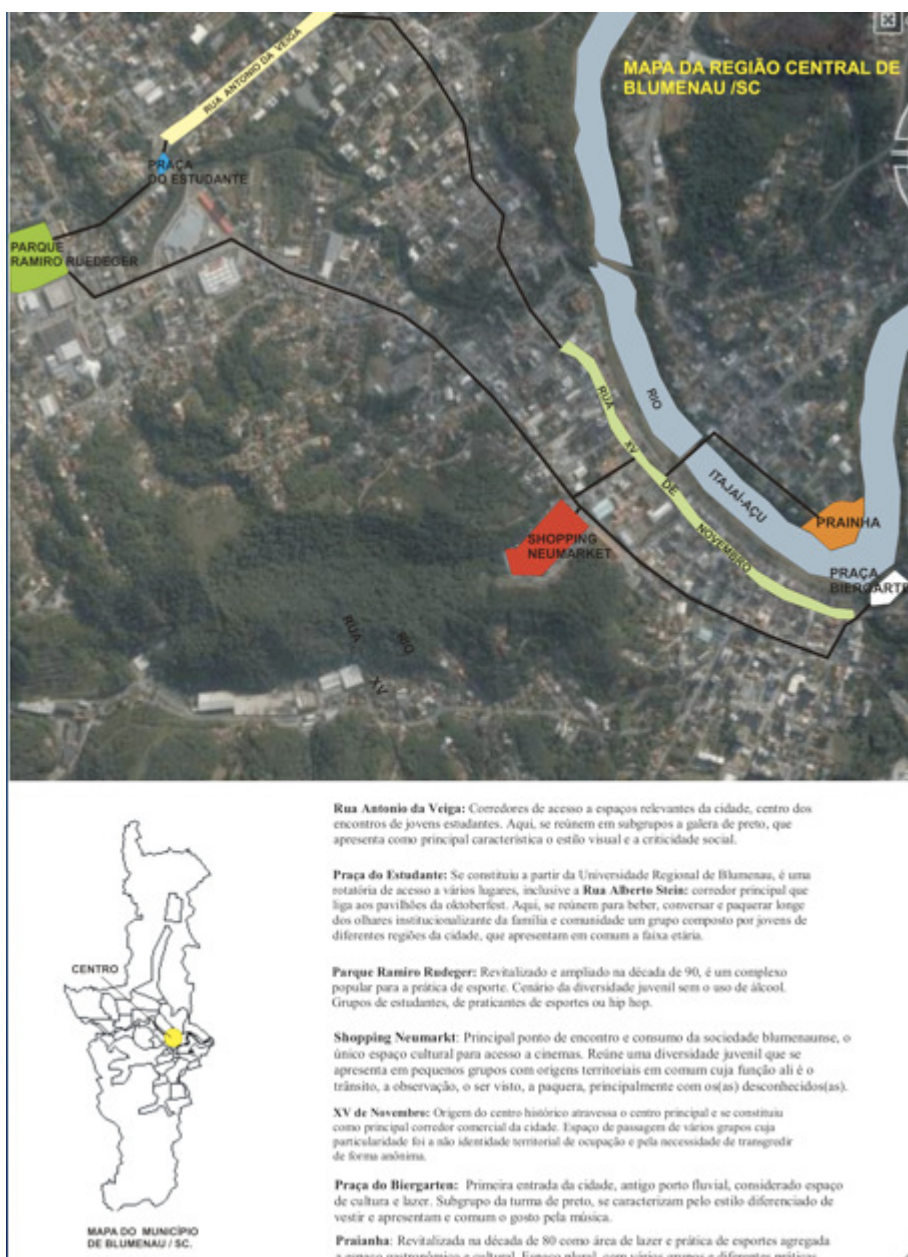 MAPA DA REGIÃO CENTRAL DE
BLUMENAU /SC
RUA ANTONIO DA VEIGA
PRAÇA
DO ESTUDANTE
PARQUE
RAMIRO RUEDEGER
RUA XV DE NOVEMBRO
RIO ITAJAÍ-AÇU
PRAINHA
SHOPPING
NEUMARKET
PRAÇA
BIERGARTE
RUA
RIO
XV
Rua Antonio da Veiga: Corredores de acesso a espaços relevantes da cidade, centro dos
encontros de jovens estudantes. Aqui, se reúnem em subgrupos a galera de preto, que
apresenta como principal característica o estilo visual e a criticidade social.
Praça do Estudante: Se constituiu a partir da Universidade Regional de Blumenau, é uma
rotatória de acesso a vários lugares, inclusive a Rua Alberto Stein: corredor principal que
liga aos pavilhões da oktoberfest. Aqui, se reúnem para beber, conversar e paquerar longe
dos olhares institucionalizante da família e comunidade um grupo composto por jovens de
diferentes regiões da cidade, que apresentam em comum a faixa etária.
Parque Ramiro Rudeger: Revitalizado e ampliado na década de 90, é um complexo
popular para a prática de esporte. Cenário da diversidade juvenil sem o uso de álcool.
Grupos de estudantes, de praticantes de esportes ou hip hop.
CENTRO
Shopping Neumarkt: Principal ponto de encontro e consumo da sociedade blumenaunse, o
único espaço cultural para acesso a cinemas. Reúne uma diversidade juvenil que se
apresenta em pequenos grupos com origens territoriais em comum cuja função ali é o
trânsito, a observação, o ser visto, a paquera, principalmente com os(as) desconhecidos(as).
XV de Novembro: Origem do centro histórico atravessa o centro principal e se constituiu
como principal corredor comercial da cidade. Espaço de passagem de vários grupos cuja
particularidade foi a não identidade territorial de ocupação e pela necessidade de transgredir
de forma anônima.
Praça do Biergarten: Primeira entrada da cidade, antigo porto fluvial, considerado espaço
de cultura e lazer. Subgrupo da turma de preto, se caracterizam pelo estilo diferenciado de
vestir e apresentam e comum o gosto pela música.
MAPA DO MUNICÍPIO
DE BLUMENAU / SC.
Praianha: Revitalizada na década de 80 como área de lazer e prática de esportes agregada
a espaço gastronômico e cultural. Espaço plural, com vários grupos e diferentes práticas